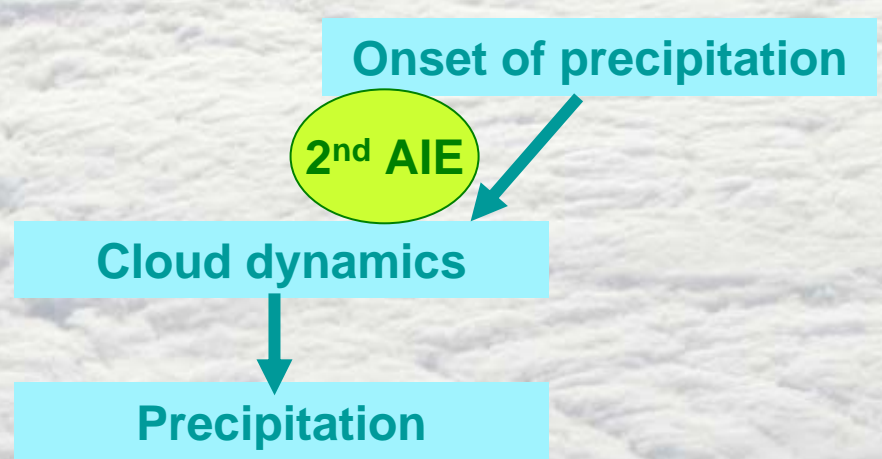 Onset of precipitation
2nd AIE
Cloud dynamics
Precipitation